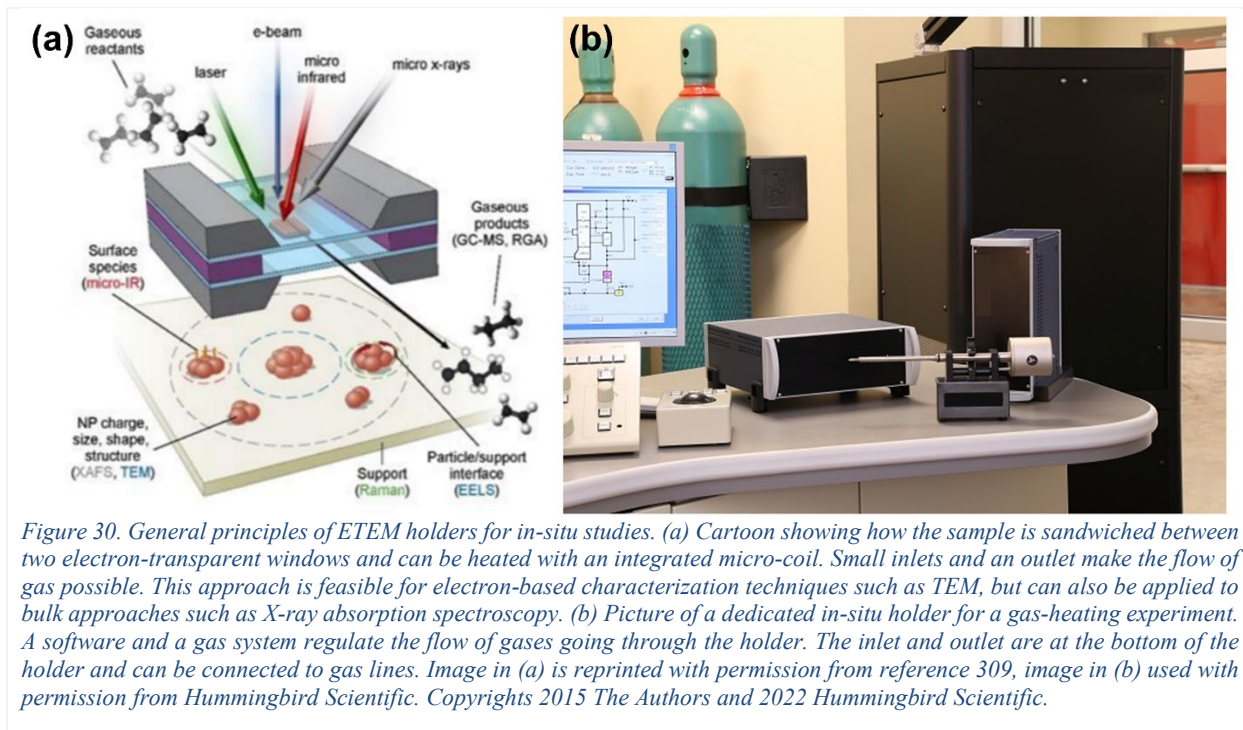 (a)
Gaseous
reactants
e-beam
laser
micro
infrared
micro x-rays
Gaseous
products
(GC-MS, RGA)
Surface
species
(micro-IR)
NP charge,
size, shape,
structure
(XAFS, TEM)
Support
(Raman)
Particle/support
interface
(EELS)
(b)
Figure 30. General principles of ETEM holders for in-situ studies. (a) Cartoon showing how the sample is sandwiched between
two electron-transparent windows and can be heated with an integrated micro-coil. Small inlets and an outlet make the flow of
gas possible. This approach is feasible for electron-based characterization techniques such as TEM, but can also be applied to
bulk approaches such as X-ray absorption spectroscopy. (b) Picture of a dedicated in-situ holder for a gas-heating experiment.
A software and a gas system regulate the flow of gases going through the holder. The inlet and outlet are at the bottom of the
holder and can be connected to gas lines. Image in (a) is reprinted with permission from reference 309, image in (b) used with
permission from Hummingbird Scientific. Copyrights 2015 The Authors and 2022 Hummingbird Scientific.